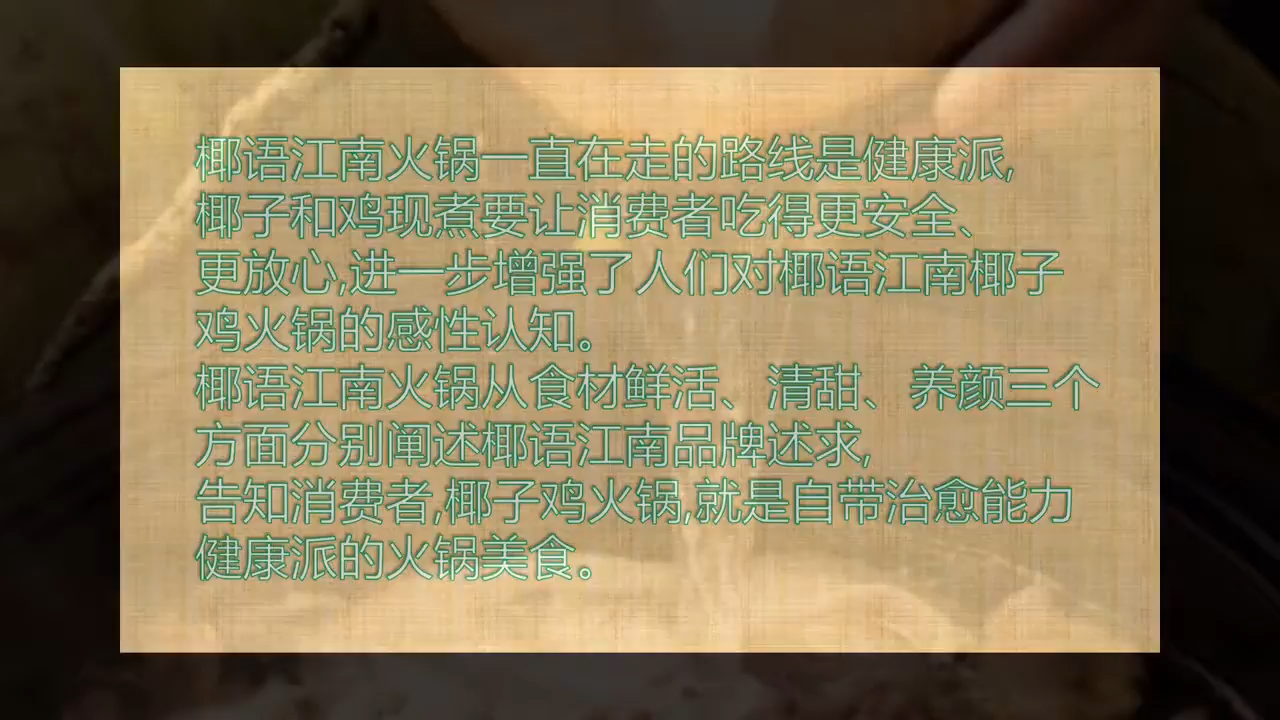 椰语江南火锅一直在走的路线是健康派,
椰子和鸡现煮要让消费者吃得更安全、
更放心,进一步增强了人们对椰语江南椰子
鸡火锅的感性认知。
椰语江南火锅从食材鲜活、清甜、养颜三个
方面分别阐述椰语江南品牌述求,
告知消费者,椰子鸡火锅,就是自带治愈能力
健康派的火锅美食。